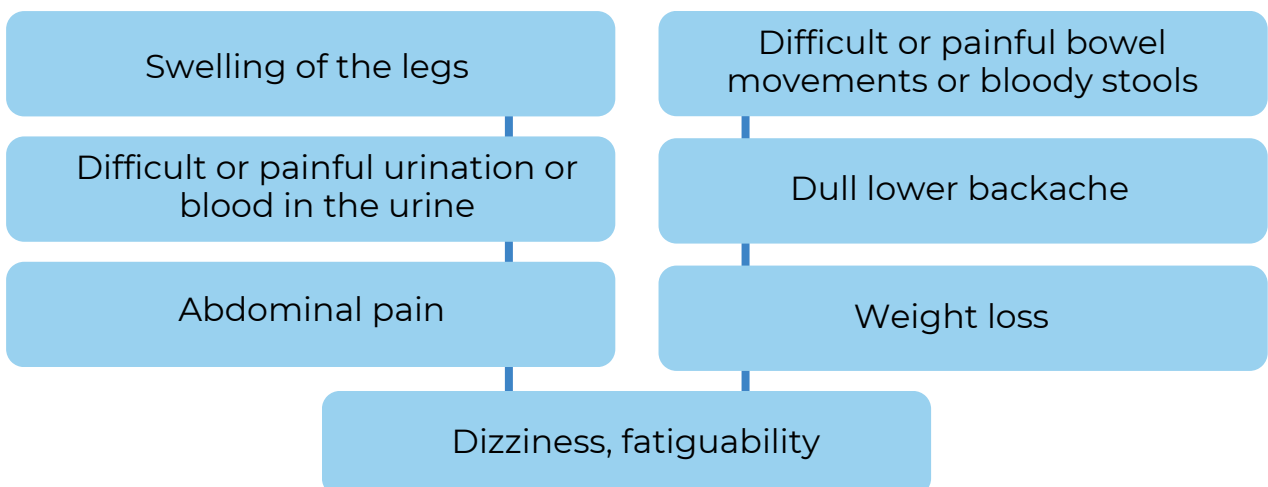 Swelling of the legs
Difficult or painful urination or
blood in the urine
Abdominal pain
Difficult or painful bowel
movements or bloody stools
Dull lower backache
Weight loss
Dizziness, fatiguability